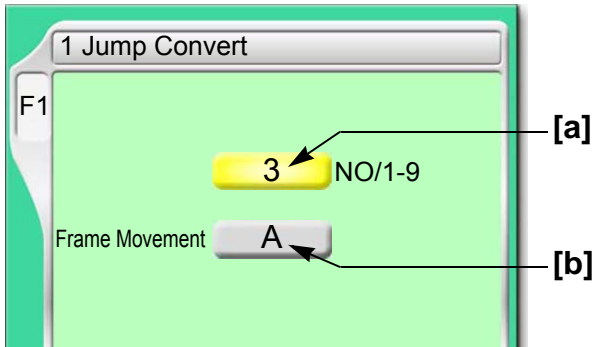 1 Jump Convert
F1
[a]
3 NO/1-9
Frame Movement A
[b]